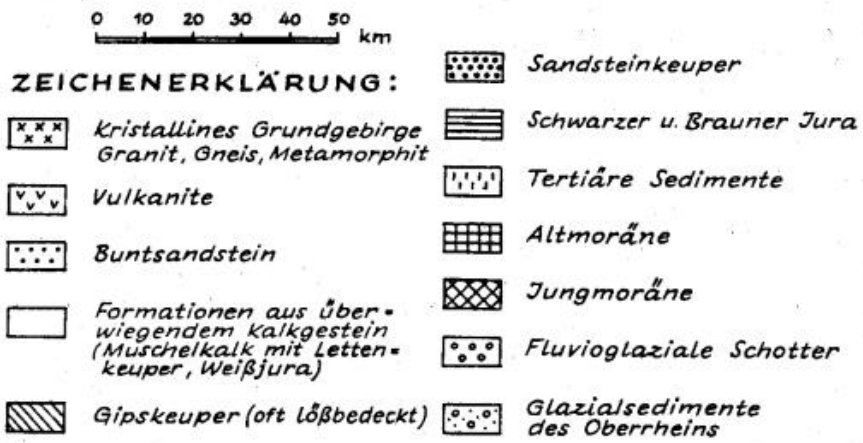 0 10 20 30 40 50
km
ZEICHENERKLÄRUNG:
Kristallines Grundgebirge
Granit, Gneis, Metamorphit
Vulkanite
Buntsandstein
Formationen aus über-
wiegendem Kalkgestein
(Muschelkalk mit Letten-
keuper, Weißjura)
Gipskeuper (oft lößbedeckt)
Sandsteinkeuper
Schwarzer u. Brauner Jura
Tertiäre Sedimente
Altmoräne
Jungmoräne
Fluvioglaziale Schotter
Glazialsedimente
des Oberrheins